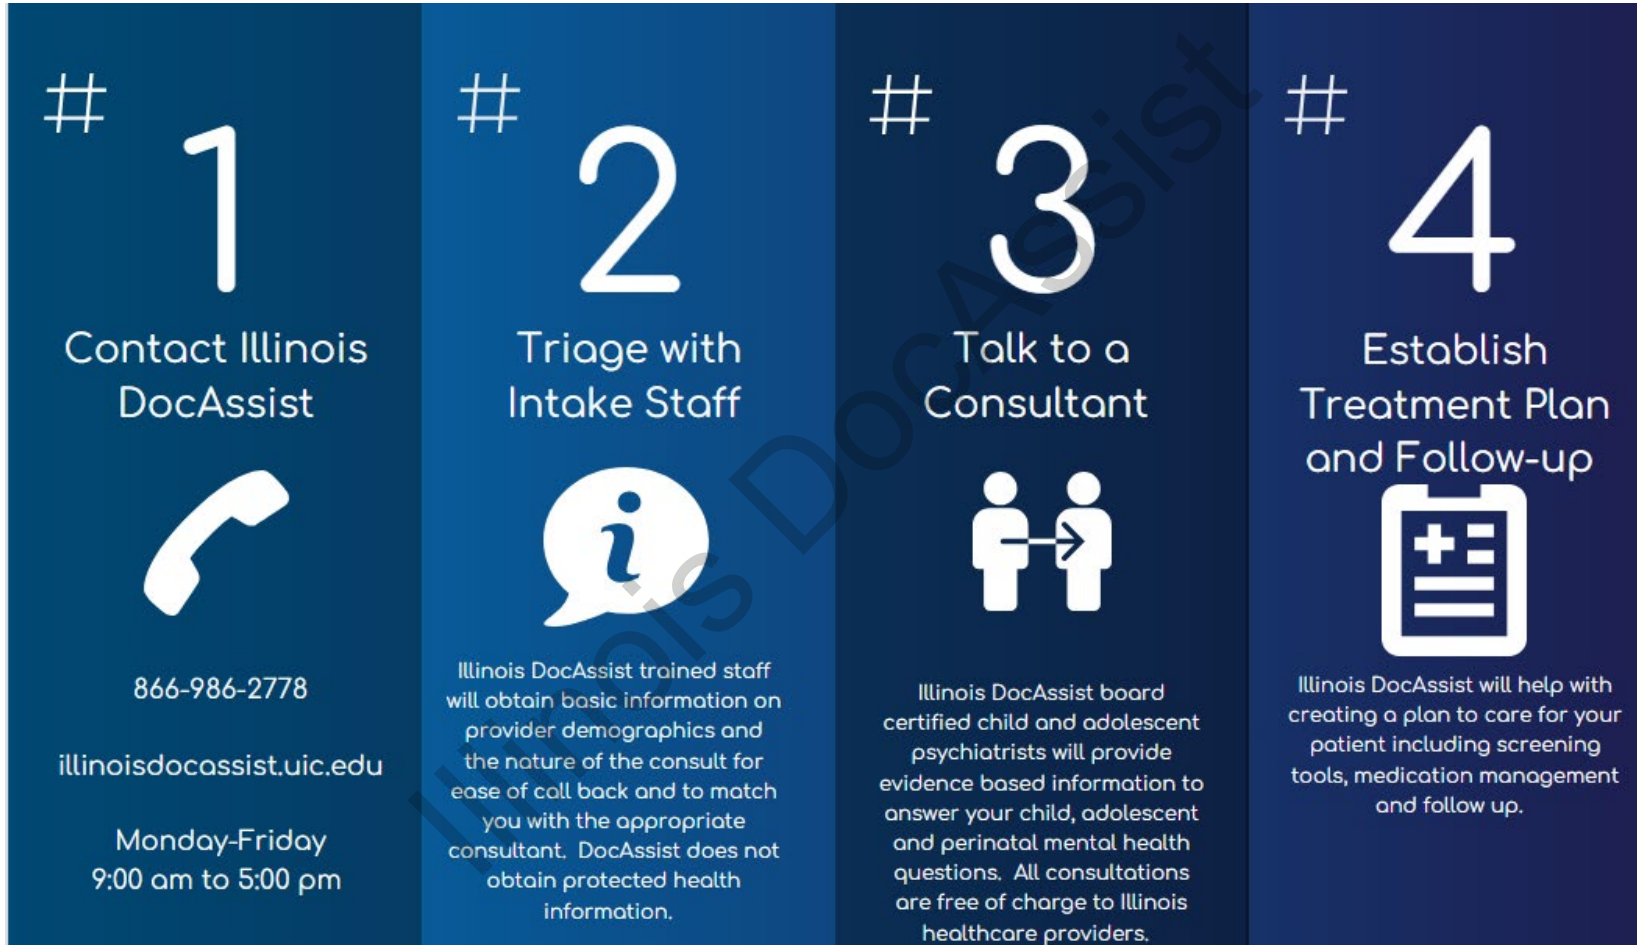 #
1
Contact Illinois
DocAssist
866-986-2778
illinoisdocassist.uic.edu
Monday-Friday
9:00 am to 5:00 pm
#
2
Triage with
Intake Staff
i
Illinois DocAssist trained staff
will obtain basic information on
provider demographics and
the nature of the consult for
ease of call back and to match
you with the appropriate
consultant. DocAssist does not
obtain protected health
information.
#
3
Talk to a
Consultant
Illinois DocAssist board
certified child and adolescent
psychiatrists will provide
evidence based information to
answer your child, adolescent
and perinatal mental health
questions. All consultations
are free of charge to Illinois
healthcare providers.
#
4
Establish
Treatment Plan
and Follow-up
Illinois DocAssist will help with
creating a plan to care for your
patient including screening
tools, medication management
and follow up.
Illinois DocAssist